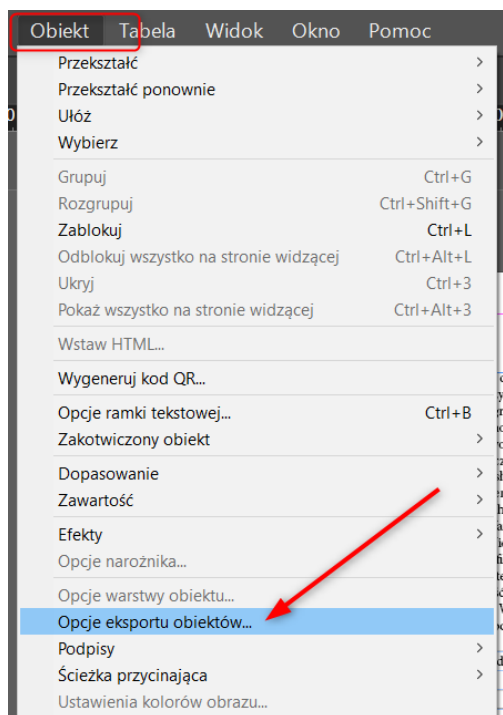 Obiekt Tabela Widok Okno Pomoc
Przekształć
Przekształć ponownie
Ułóż
Wybierz
Grupuj Ctrl+G
Rozgrupuj Ctrl+Shift+G
Zablokuj Ctrl+L
Odblokuj wszystko na stronie widzącej Ctrl+Alt+L
Ukryj Ctrl+3
Pokaż wszystko na stronie widzącej Ctrl+Alt+3
Wstaw HTML...
Wygeneruj kod QR...
Opcje ramki tekstowej... Ctrl+B
Zakotwiczony obiekt
Dopasowanie
Zawartość
Efekty
Opcje narożnika...
Opcje warstwy obiektu...
Opcje eksportu obiektów...
Podpisy
Ścieżka przycinająca
Ustawienia kolorów obrazu...